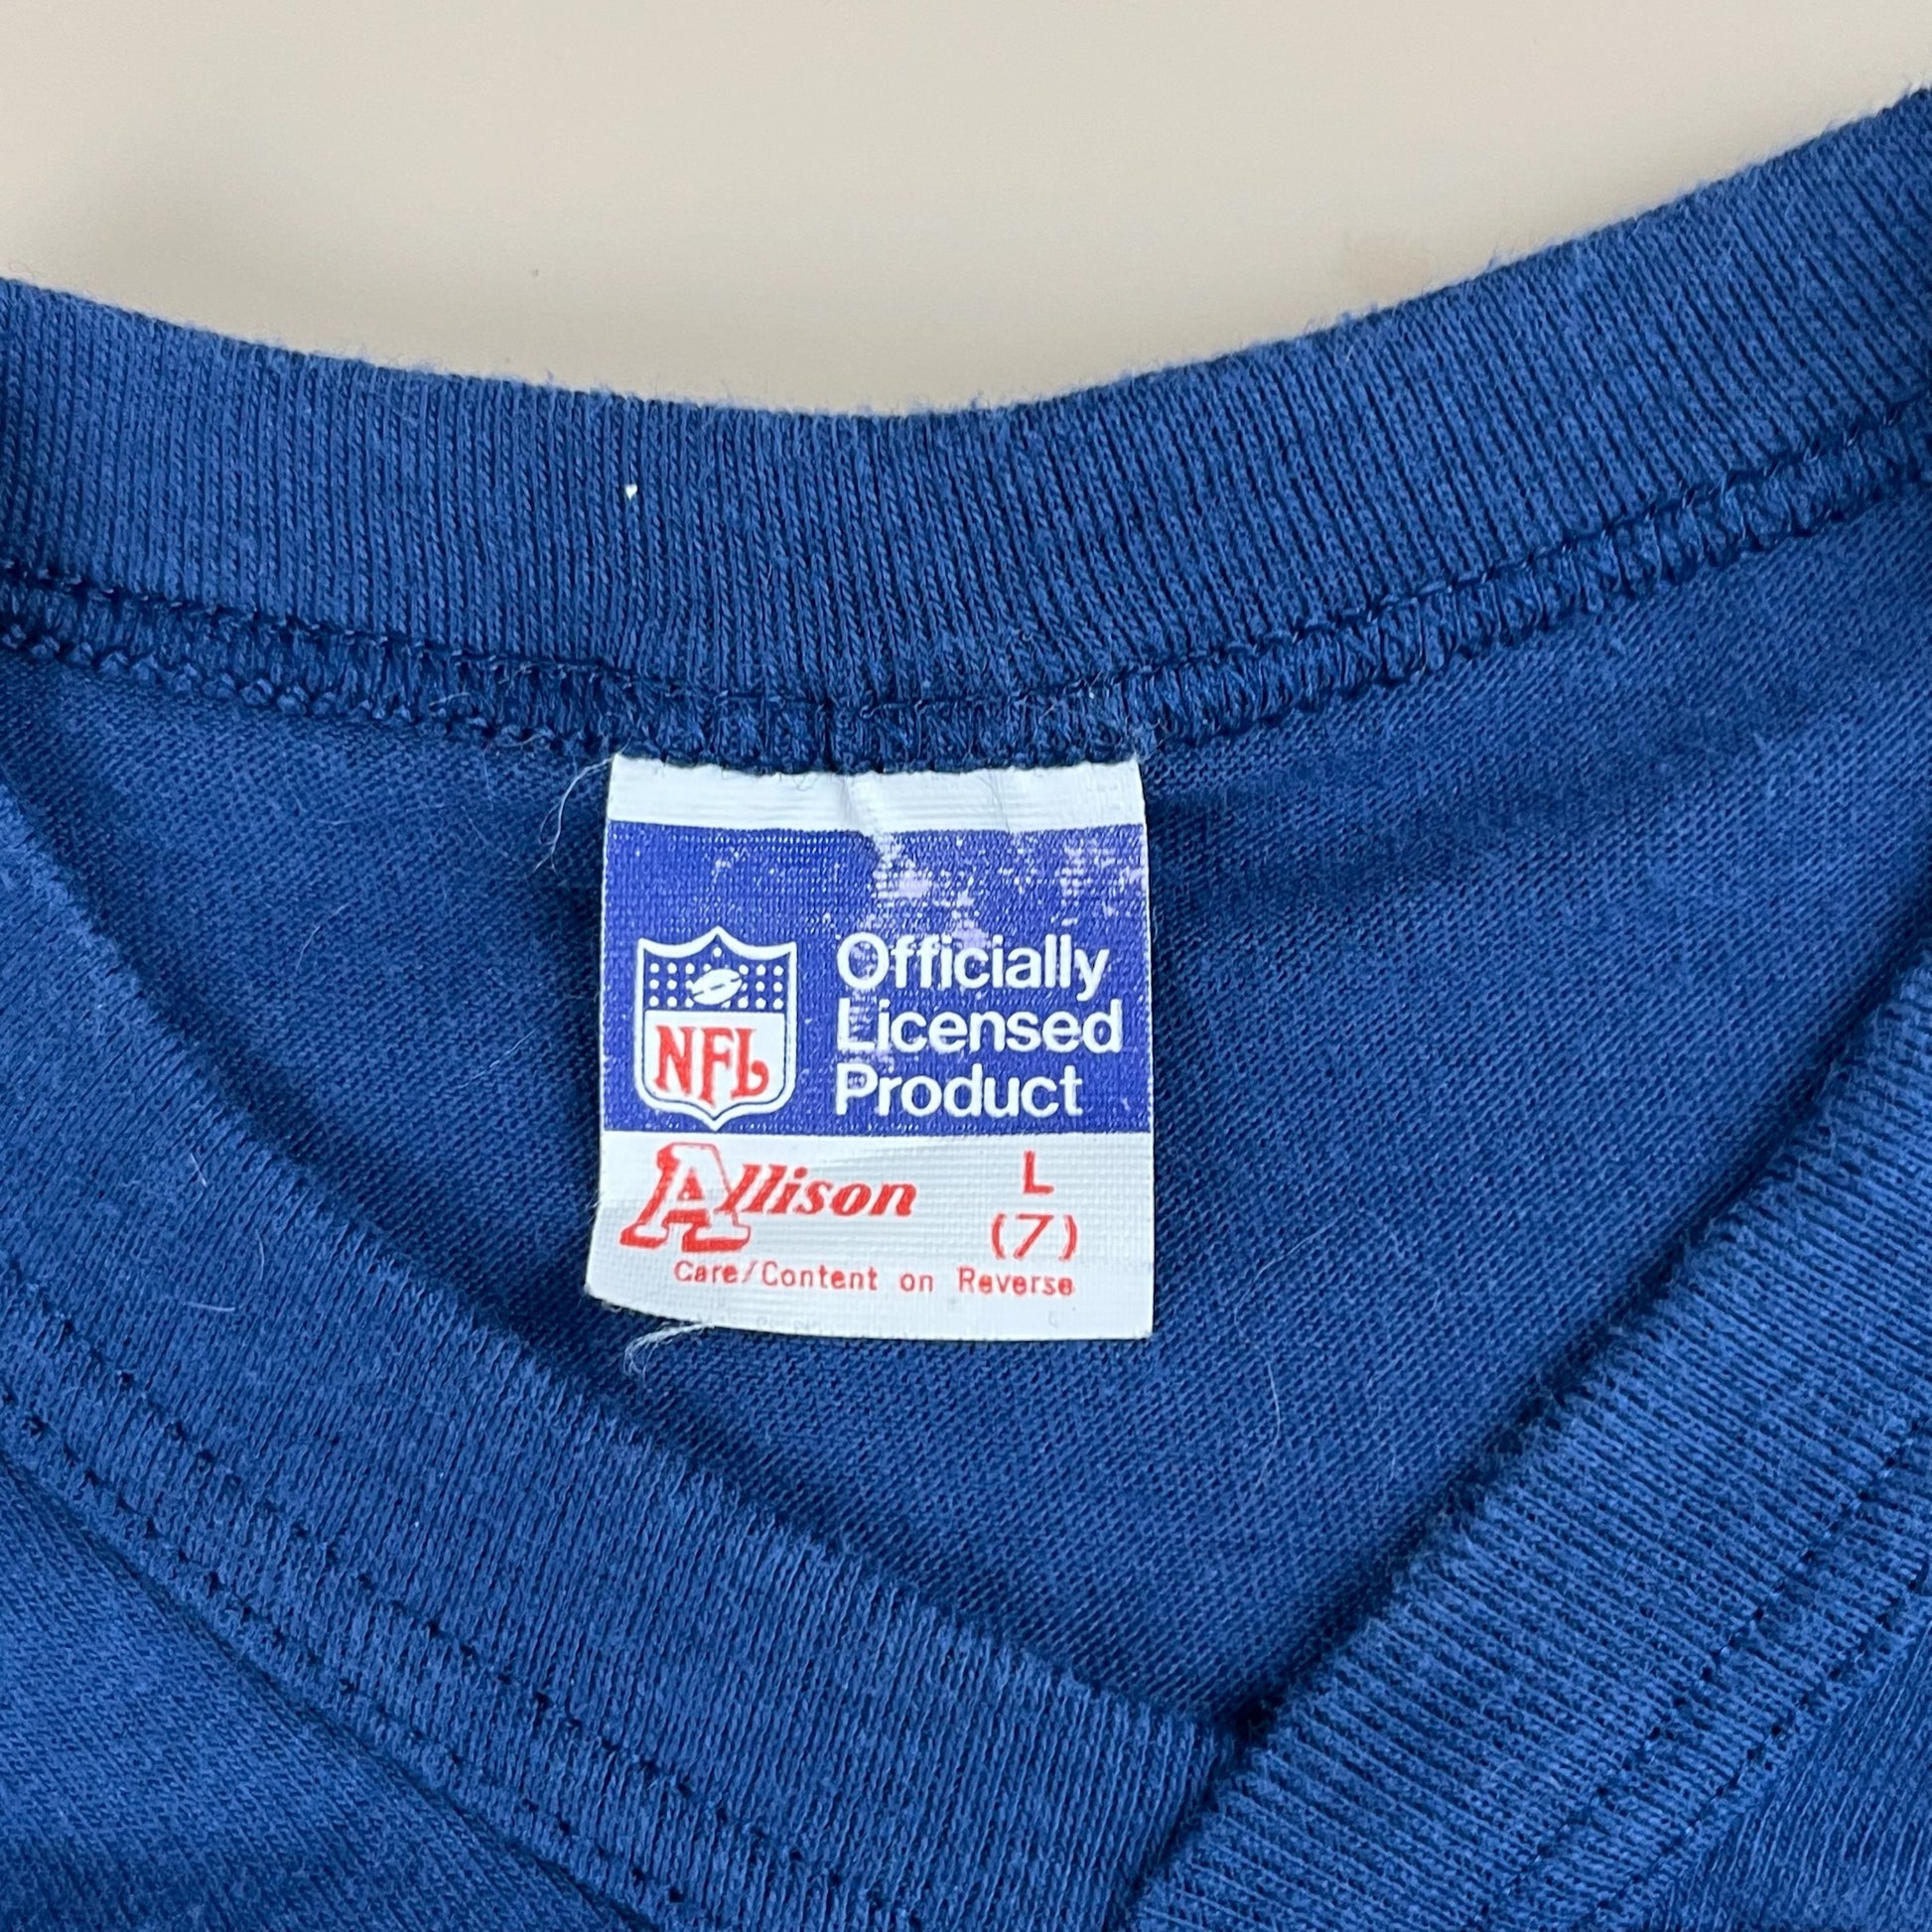 NFL
Officially
Licensed
Product
Allison
L
(7)
Care/Content on Reverse